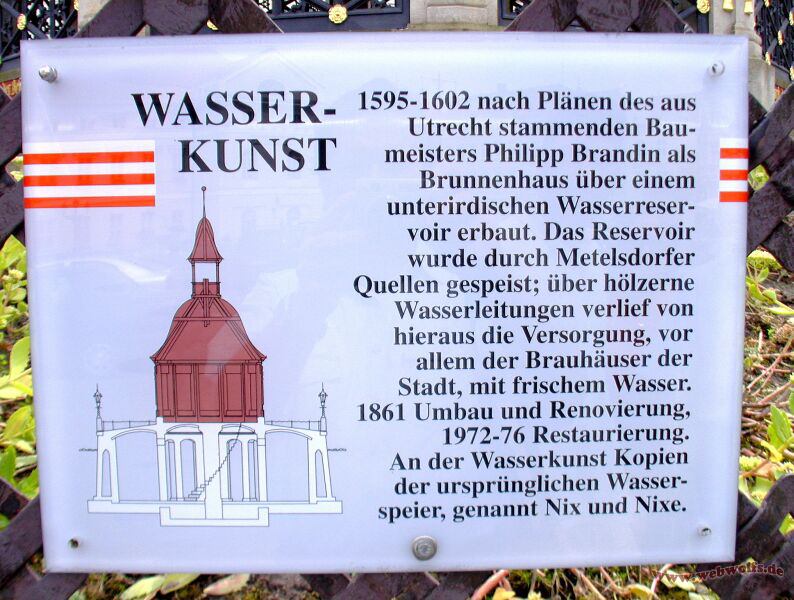 WASSER-
KUNST
1595-1602 nach Plänen des aus
Utrecht stammenden Bau-
meisters Philipp Brandin als
Brunnenhaus über einem
unterirdischen Wasserreser-
voir erbaut. Das Reservoir
wurde durch Metelsdorfer
Quellen gespeist; über hölzerne
Wasserleitungen verlief von
hieraus die Versorgung, vor
allem der Brauhäuser der
Stadt, mit frischem Wasser.
1861 Umbau und Renovierung,
1972-76 Restaurierung.
An der Wasserkunst Kopien
der ursprünglichen Wasser-
speier, genannt Nix und Nixe.
www.webwolfs.de